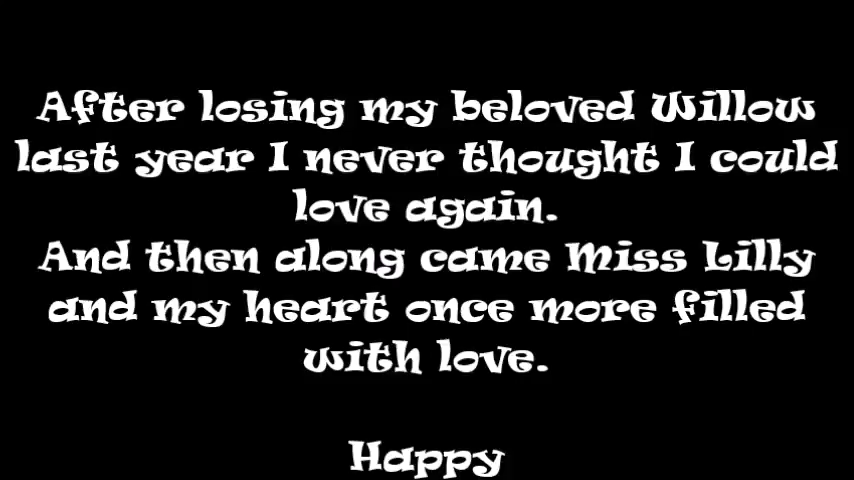 After losing my beloved Willow
last year I never thought I could
love again.
And then along came Miss Lilly
and my heart once more filled
with love.
Happy